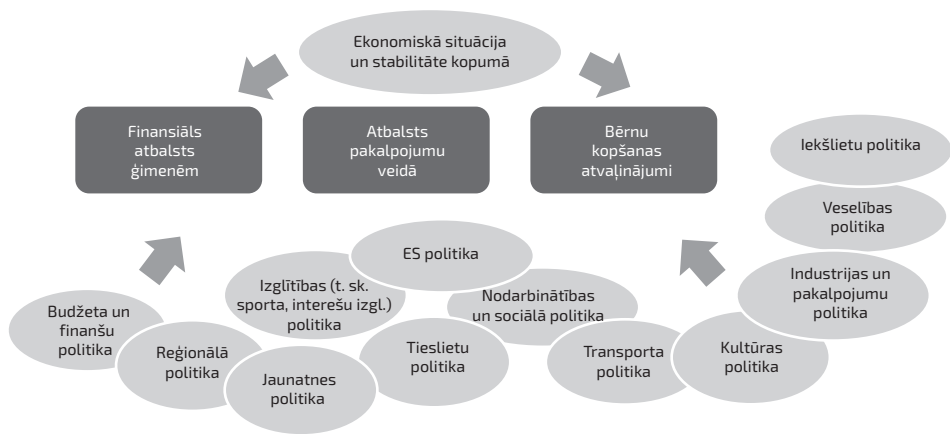 Ekonomiskā situācija
un stabilitāte kopumā
Finansiāls
atbalsts
ģimenēm
Atbalsts
pakalpojumu
veidā
Bērnu
kopšanas
atvaļinājumi
Iekšlietu politika
Veselības
politika
Industrijas un
pakalpojumu
politika
ES politika
Izglītības (t. sk.
sporta, interešu izgl.)
politika
Nodarbinātības
un sociālā politika
Budžeta un
finanšu
politika
Reģionālā
politika
Jaunatnes
politika
Tieslietu
politika
Transporta
politika
Kultūras
politika